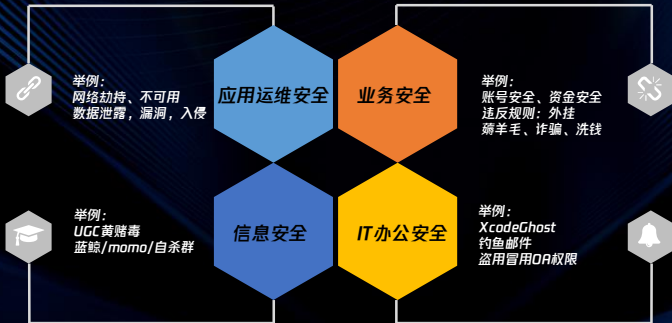 举例：
网络劫持、不可用
数据泄露，漏洞，入侵
应用运维安全
业务安全
举例：
账号安全、资金安全
违反规则：外挂
薅羊毛、诈骗、洗钱
举例：
UGC黄赌毒
蓝鲸/momo/自杀群
信息安全
IT办公安全
举例：
XcodeGhost
钓鱼邮件
盗用冒用OA权限